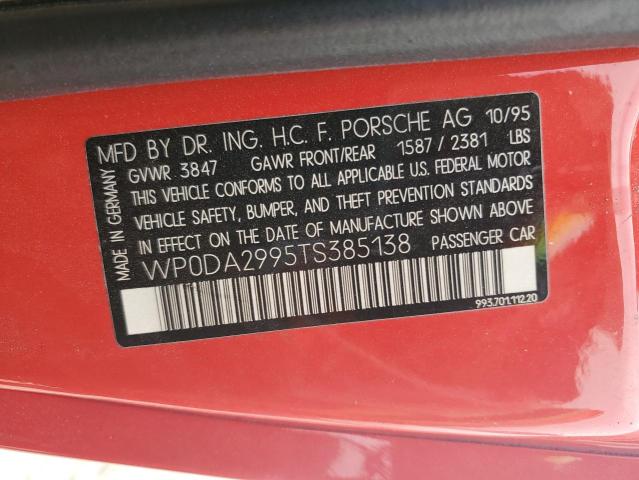 MFD BY DR. ING. H.C. F. PORSCHE AG 10/95
GVWR 3847 GAWR FRONT/REAR 1587 / 2381 LBS
THIS VEHICLE CONFORMS TO ALL APPLICABLE U.S. FEDERAL MOTOR
VEHICLE SAFETY, BUMPER, AND THEFT PREVENTION STANDARDS
IN EFFECT ON THE DATE OF MANUFACTURE SHOWN ABOVE
WP0DA2995TS385138 PASSENGER CAR
993.701.112.20
MADE IN GERMANY